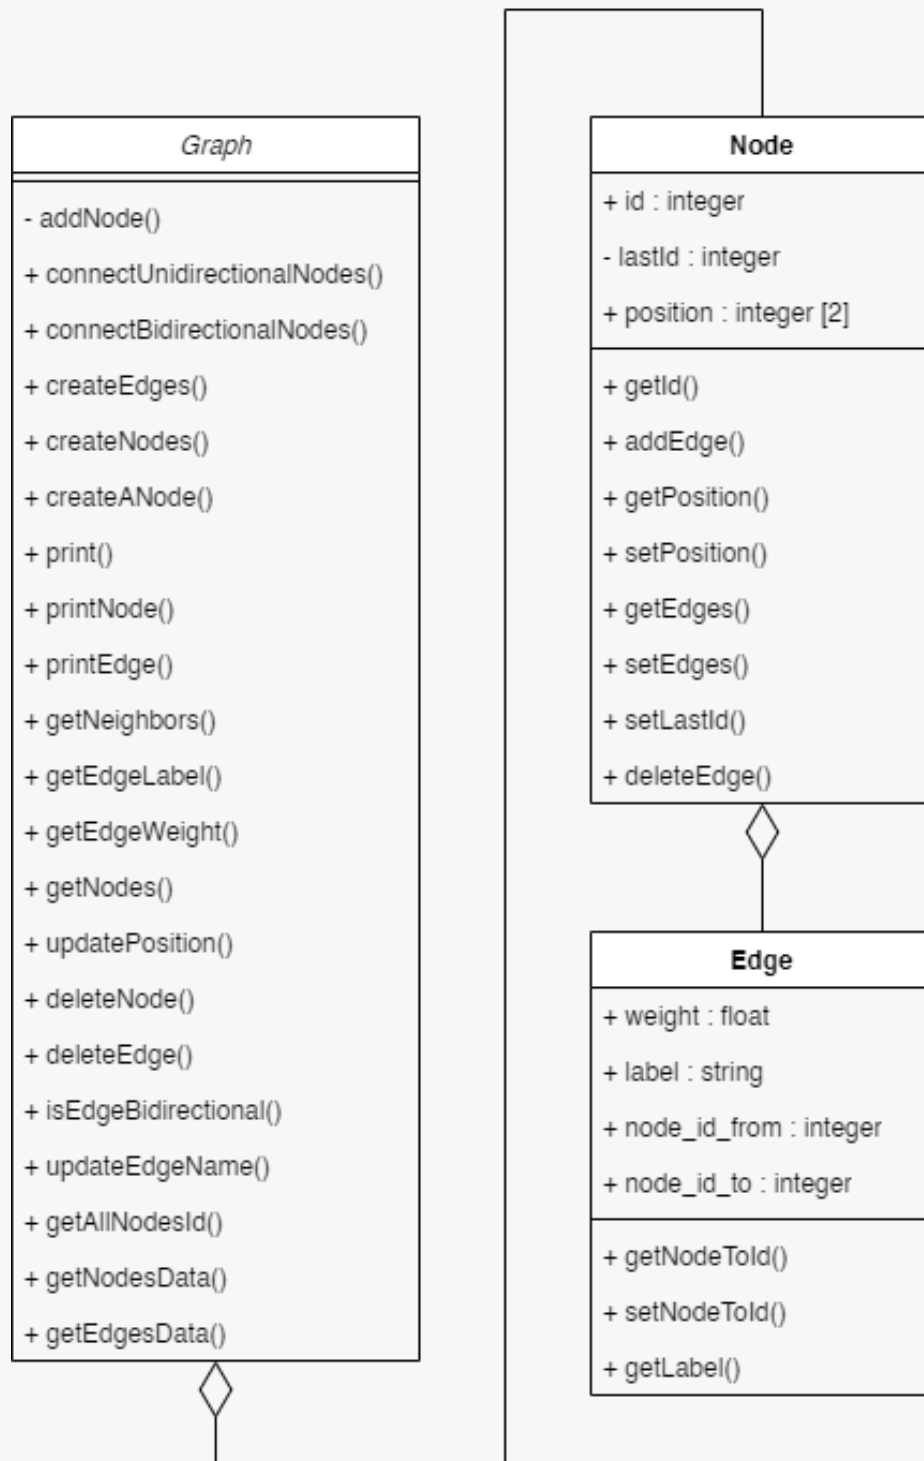 Graph
- addNode()
+ connectUnidirectionalNodes()
+ connectBidirectionalNodes()
+ createEdges()
+ createNodes()
+ createANode()
+ print()
+ printNode()
+ printEdge()
+ getNeighbors()
+ getEdgeLabel()
+ getEdgeWeight()
+ getNodes()
+ updatePosition()
+ deleteNode()
+ deleteEdge()
+ isEdgeBidirectional()
+ updateEdgeName()
+ getAllNodesId()
+ getNodesData()
+ getEdgesData()
Node
+ id : integer
- lastId : integer
+ position : integer [2]
+ getId()
+ addEdge()
+ getPosition()
+ setPosition()
+ getEdges()
+ setEdges()
+ setLastId()
+ deleteEdge()
Edge
+ weight : float
+ label : string
+ node_id_from : integer
+ node_id_to : integer
+ getNodeToId()
+ setNodeToId()
+ getLabel()